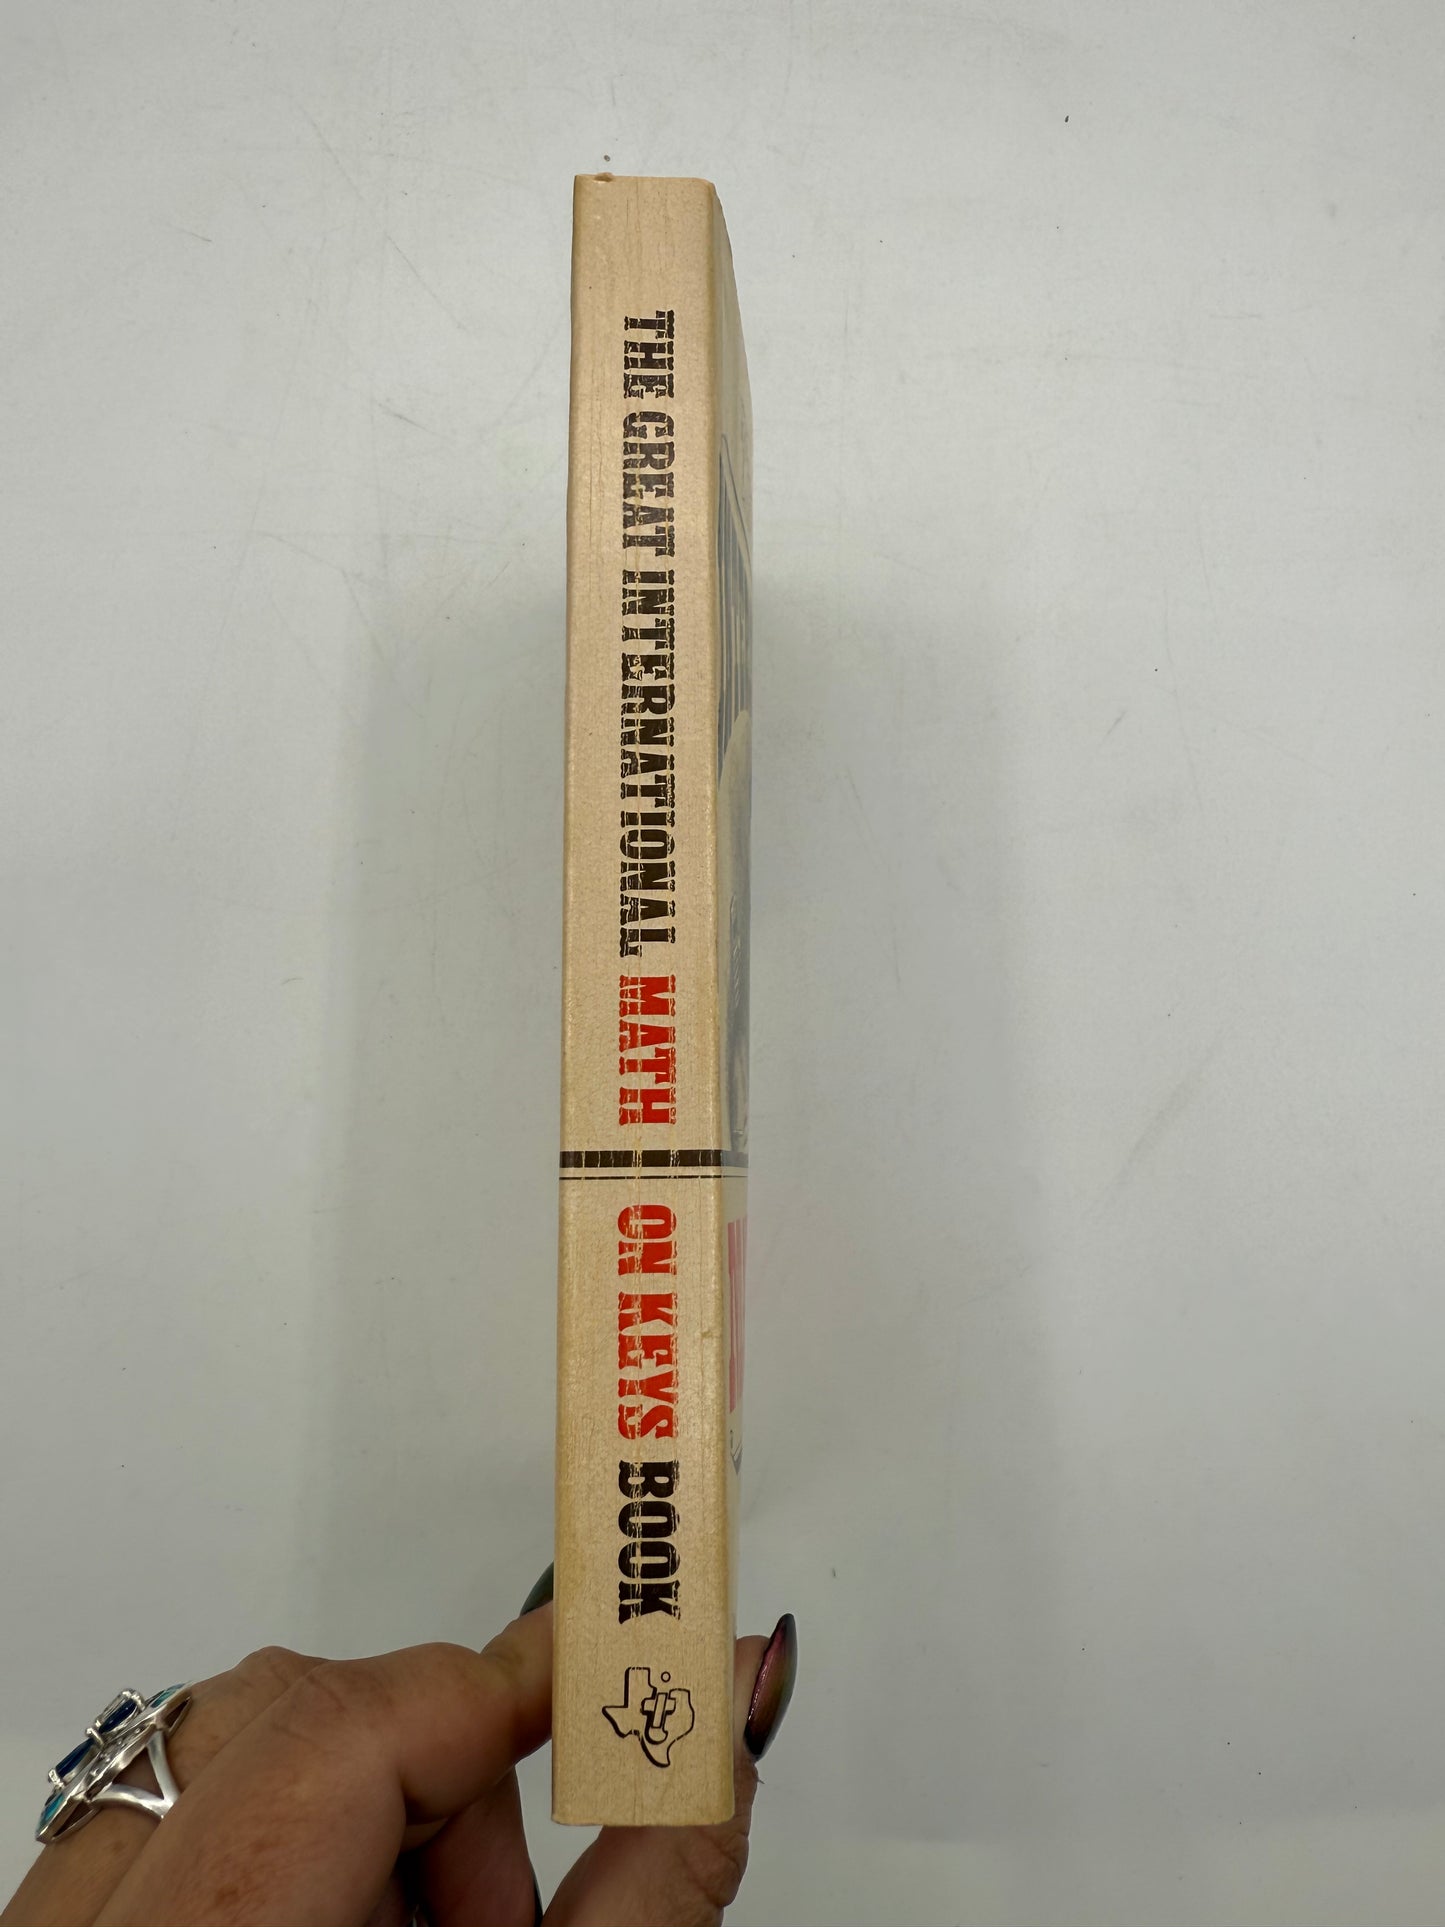 THE GREAT INTERNATIONAL MATH
ON KEYS BOOK